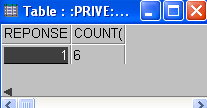 Table : :PRIVE:...
REPONSE COUNT(
1 6